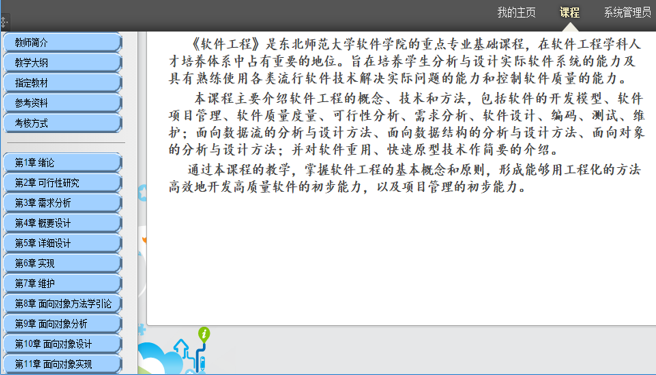 我的主页 课程 系统管理员
教师简介
教学大纲
指定教材
参考资料
考核方式
第1章 绪论
第2章 可行性研究
第3章 需求分析
第4章 概要设计
第5章 详细设计
第6章 实现
第7章 维护
第8章 面向对象方法学引论
第9章 面向对象分析
第10章 面向对象设计
第11章 面向对象实现
《软件工程》是东北师范大学软件学院的重点专业基础课程，在软件工程学科人
才培养体系中占有重要的地位。旨在培养学生分析与设计实际软件系统的能力及
具有熟练使用各类流行软件技术解决实际问题的能力和控制软件质量的能力。
本课程主要介绍软件工程的概念、技术和方法，包括软件的开发模型、软件
项目管理、软件质量度量、可行性分析、需求分析、软件设计、编码、测试、维
护；面向数据流的分析与设计方法、面向数据结构的分析与设计方法、面向对象
的分析与设计方法；并对软件重用、快速原型技术作简要的介绍。
通过本课程的教学，掌握软件工程的基本概念和原则，形成能够用工程化的方法
高效地开发高质量软件的初步能力，以及项目管理的初步能力。